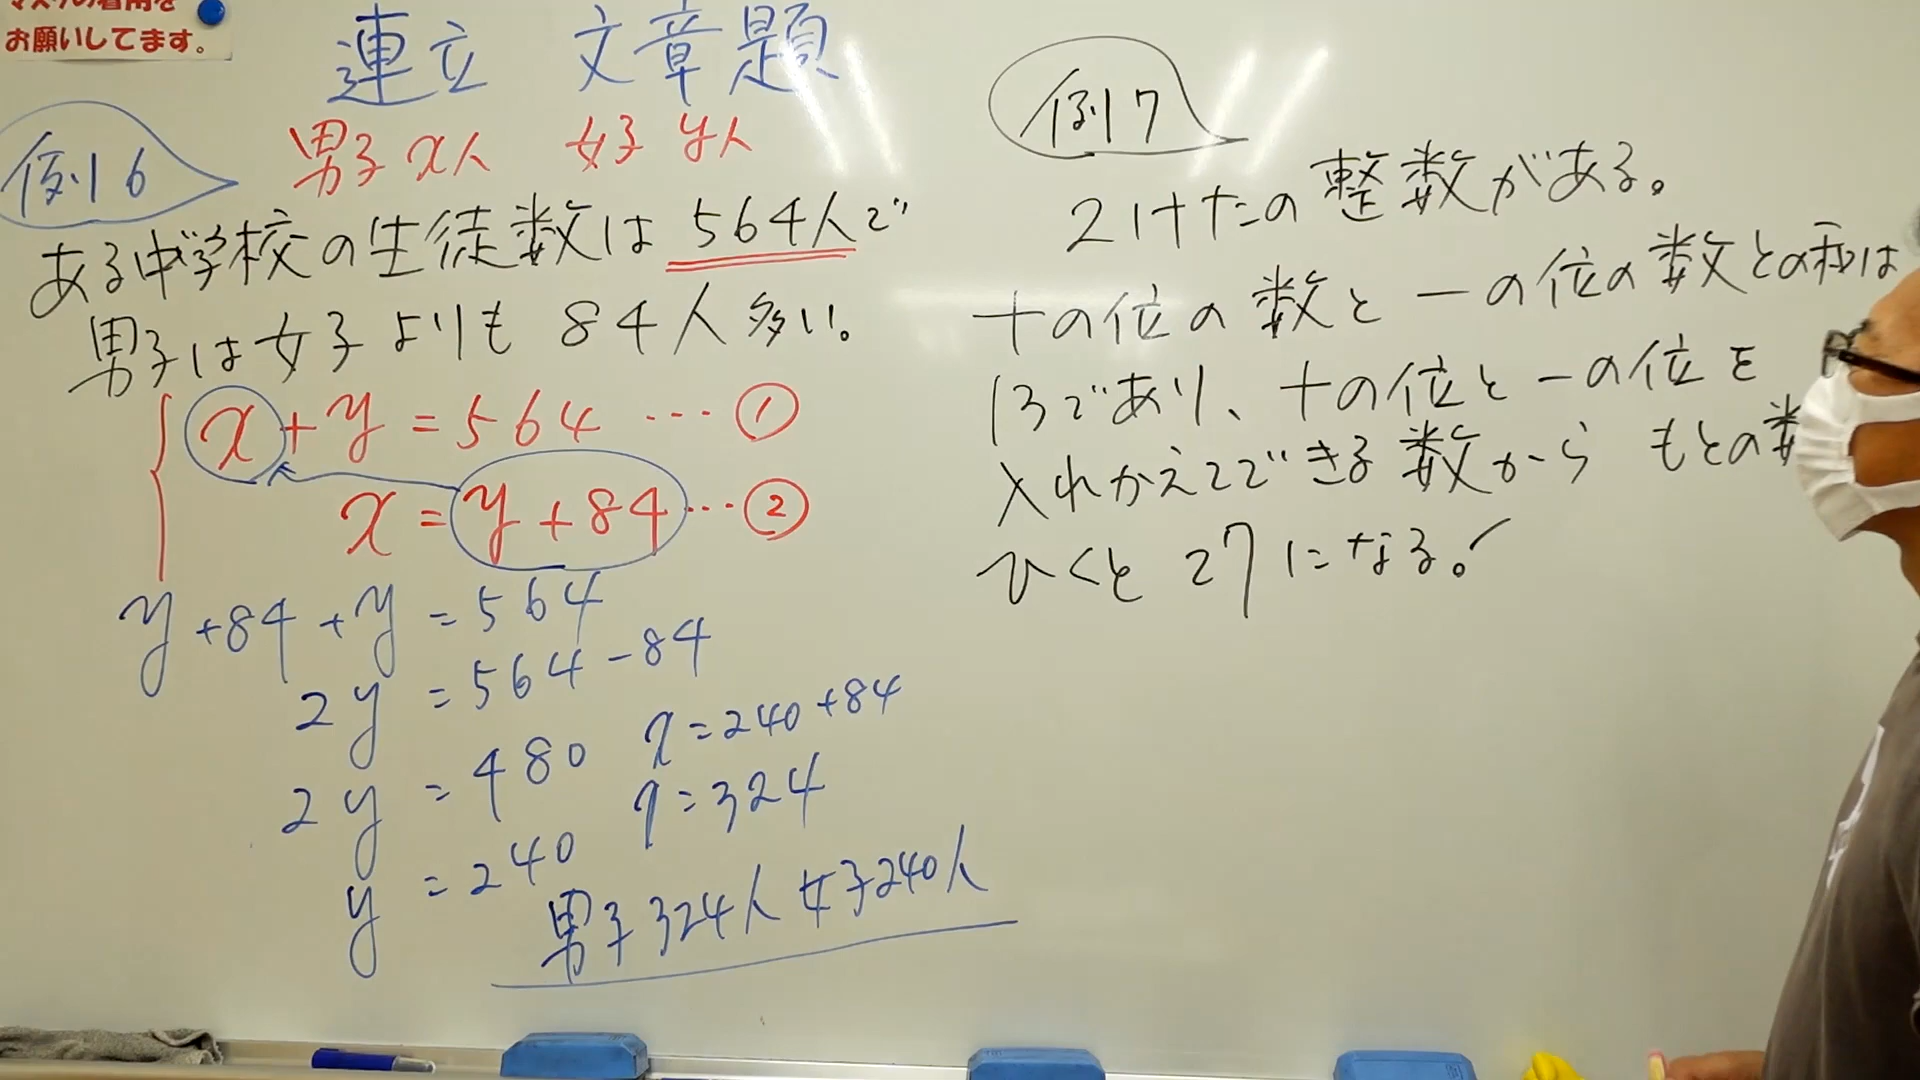 お願いしてます。
連立 文章題
例16
男子 x人 女子 y人
ある中学校の生徒数は 564人で
男子は女子よりも 84人多い。
x+y=564 … ①
x=y+84 … ②
y+84+y=564
2y=564-84
2y=480
y=240
x=240+84
x=324
男子324人 女子240人
例17
2けたの整数がある。
十の位の数と一の位の数との和は
13であり、十の位と一の位を
入れかえてできる数から もとの数
ひくと 27になる。